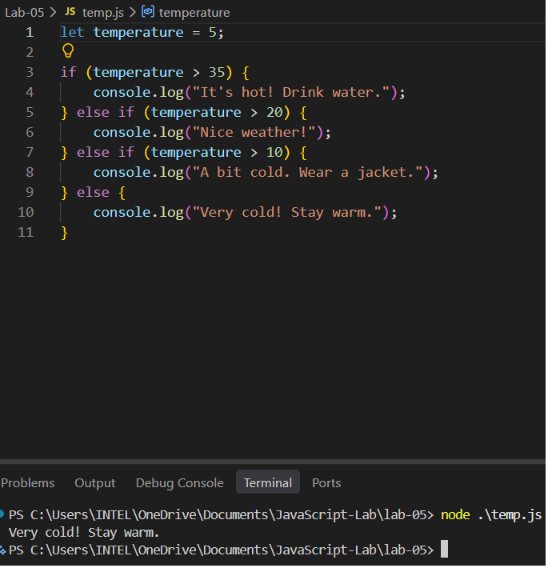 Lab-05 > JS temp.js > temperature
1 let temperature = 5;
2
3 if (temperature > 35) {
4     console.log("It's hot! Drink water.");
5 } else if (temperature > 20) {
6     console.log("Nice weather!");
7 } else if (temperature > 10) {
8     console.log("A bit cold. Wear a jacket.");
9 } else {
10     console.log("Very cold! Stay warm.");
11 }
Problems Output Debug Console Terminal Ports
PS C:\Users\INTEL\OneDrive\Documents\JavaScript-Lab\lab-05> node .\temp.js
Very cold! Stay warm.
PS C:\Users\INTEL\OneDrive\Documents\JavaScript-Lab\lab-05>